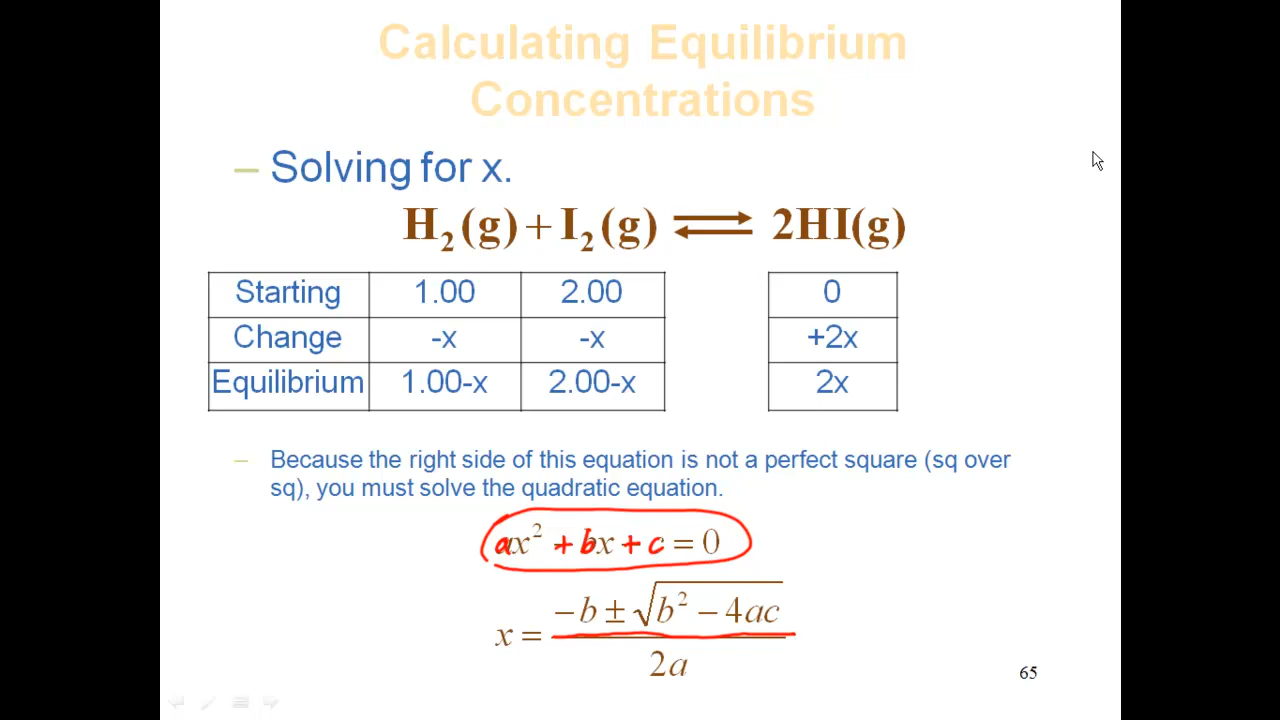 Calculating Equilibrium
Concentrations
– Solving for x.
H₂(g) + I₂(g) ⇌ 2HI(g)
Starting 1.00 2.00 0
Change -x -x +2x
Equilibrium 1.00-x 2.00-x 2x
– Because the right side of this equation is not a perfect square (sq over
sq), you must solve the quadratic equation.
ax² + bx + c = 0
x = (−b ± √(b² − 4ac)) / 2a
65